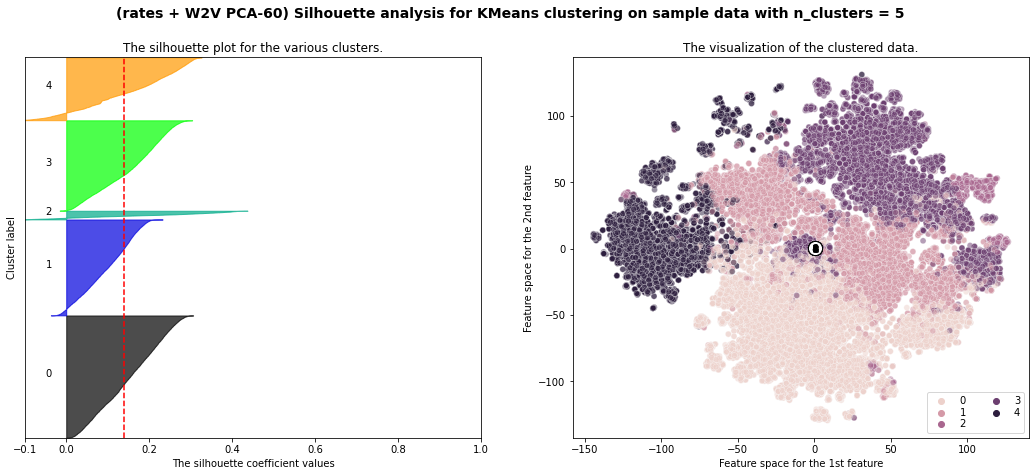 (rates + W2V PCA-60) Silhouette analysis for KMeans clustering on sample data with n_clusters = 5
The silhouette plot for the various clusters.
Cluster label
4
3
2
1
0
−0.1 0.0 0.2 0.4 0.6 0.8 1.0
The silhouette coefficient values
The visualization of the clustered data.
Feature space for the 2nd feature
100
50
0
−50
−100
−150 −100 −50 0 50 100
Feature space for the 1st feature
0 3
1 4
2